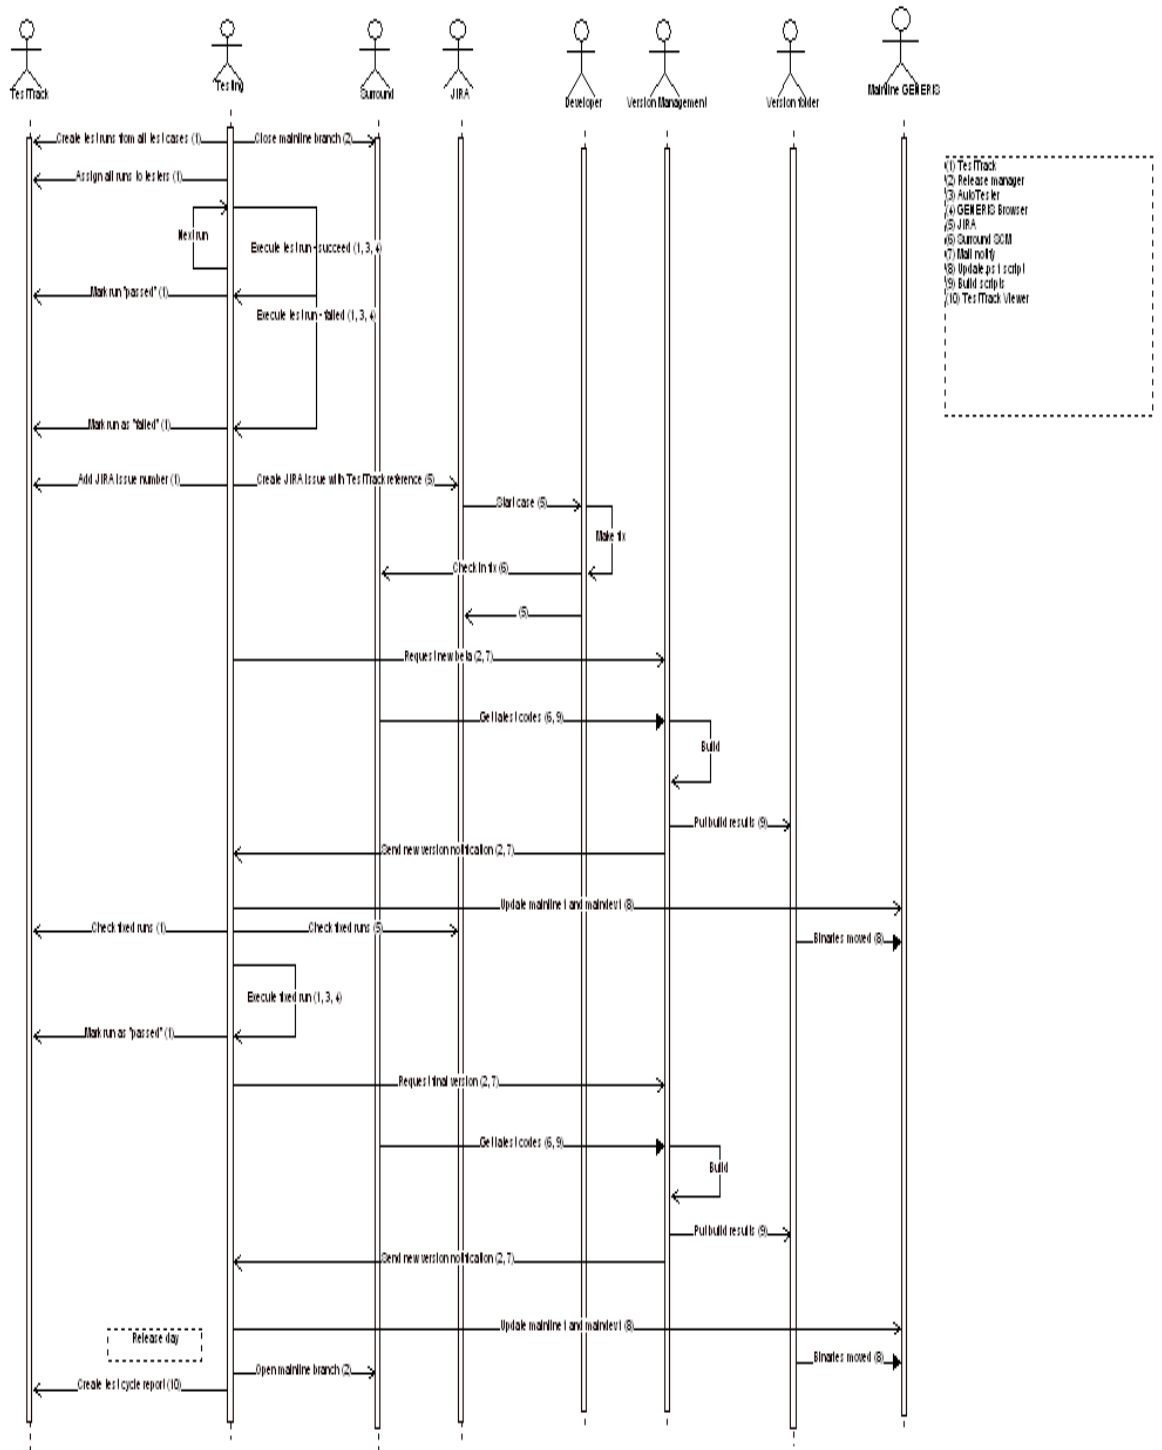 TestTrack
Testing
Surround
JIRA
Developer
Version Management
Version folder
Mainline GENERIS
Create test runs from all test cases (1)
Close mainline branch (2)
Assign all runs to testers (1)
Next run
Execute test run - succeed (1, 3, 4)
Mark run "passed" (1)
Execute test run - failed (1, 3, 4)
Mark run as "failed" (1)
Add JIRA issue number (1)
Create JIRA issue with TestTrack reference (5)
Start case (5)
Make fix
Check in fix (6)
(5)
Request new beta (2, 7)
Get latest codes (6, 9)
Build
Put build results (9)
Send new version notification (2, 7)
Update mainline1 and maindev1 (8)
Check fixed runs (1)
Check fixed runs (5)
Binaries moved (8)
Execute fixed run (1, 3, 4)
Mark run as "passed" (1)
Request final version (2, 7)
Get latest codes (6, 9)
Build
Put build results (9)
Send new version notification (2, 7)
Update mainline1 and maindev1 (8)
Release day
Binaries moved (8)
Open mainline branch (2)
Create test cycle report (10)
(1) TestTrack
(2) Release manager
(3) AutoTester
(4) GENERIS Browser
(5) JIRA
(6) Surround SCM
(7) Mail notify
(8) Update.ps1 script
(9) Build scripts
(10) TestTrack Viewer